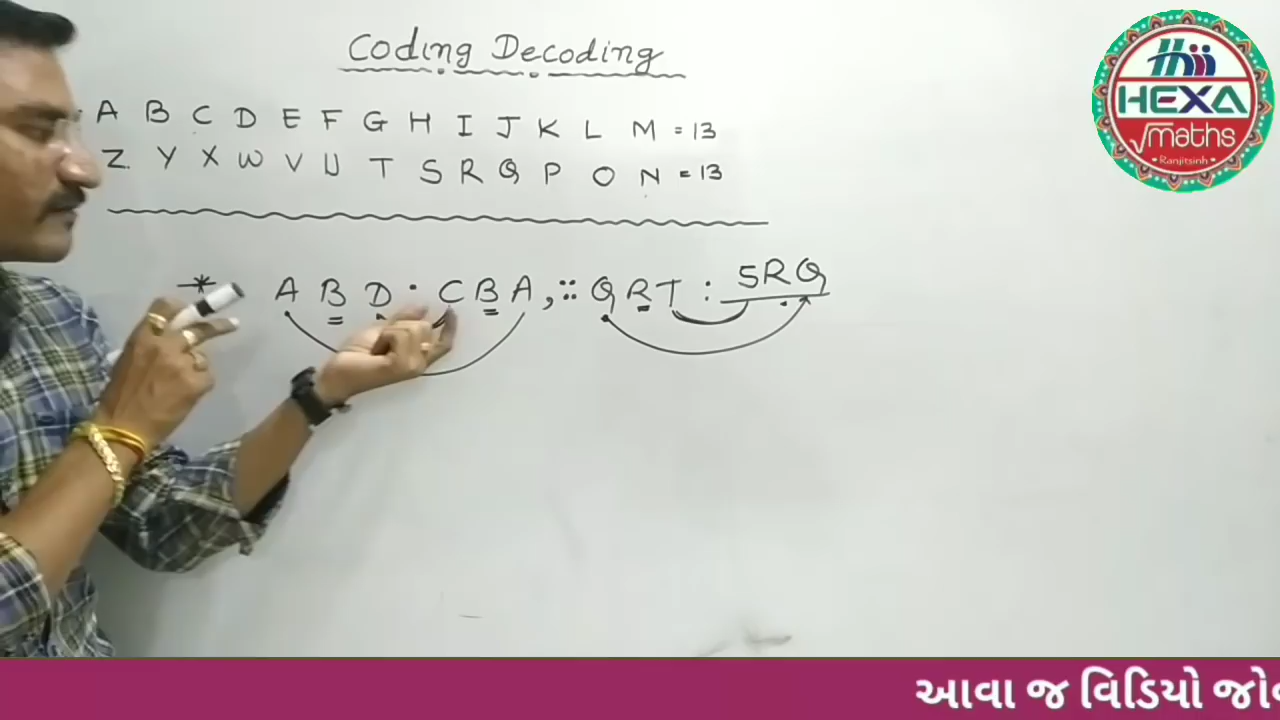 Coding Decoding
A B C D E F G H I J K L M = 13
Z Y X W V U T S R Q P O N = 13
* A B D : C B A , :: Q R T : S R Q
HEXA
√maths
Ranjitsinh
આવા જ વિડિયો